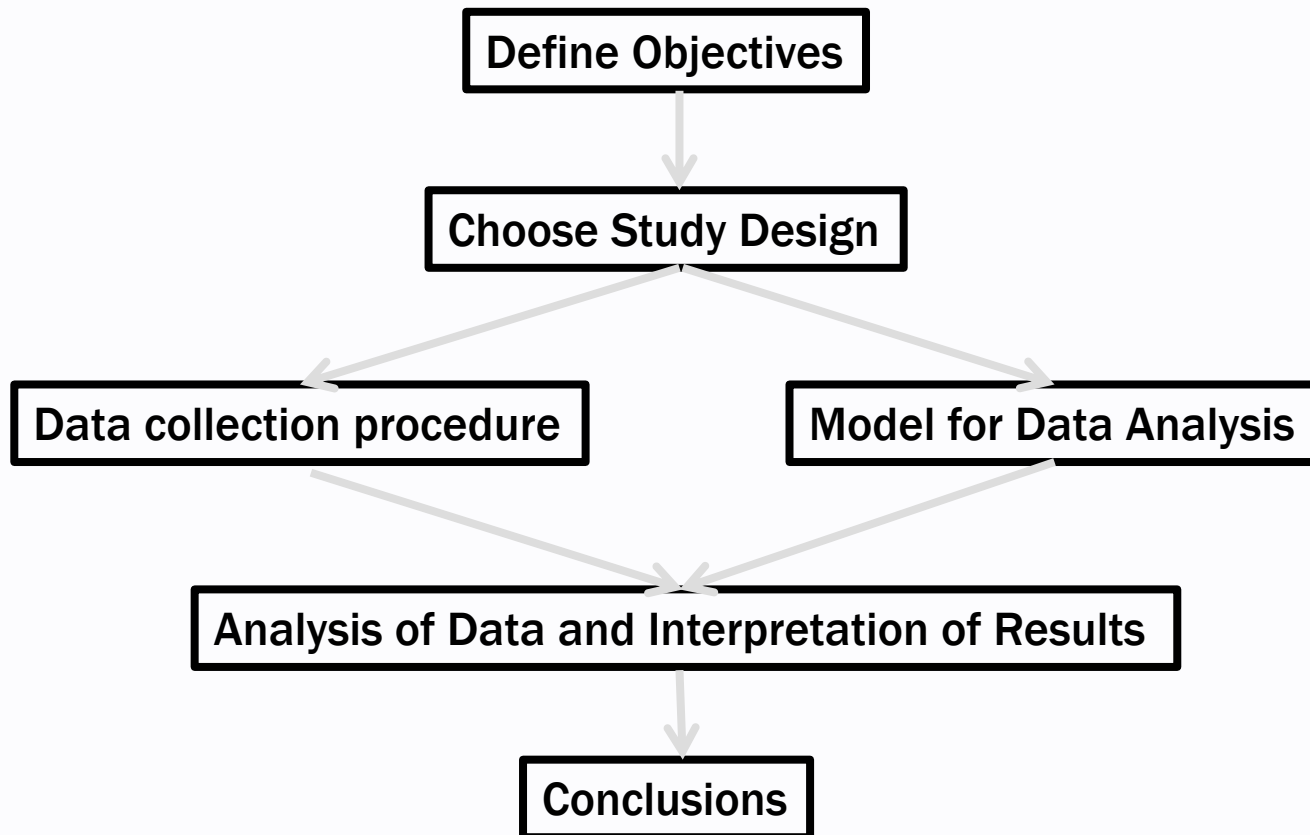 Define Objectives
Choose Study Design
Data collection procedure
Model for Data Analysis
Analysis of Data and Interpretation of Results
Conclusions